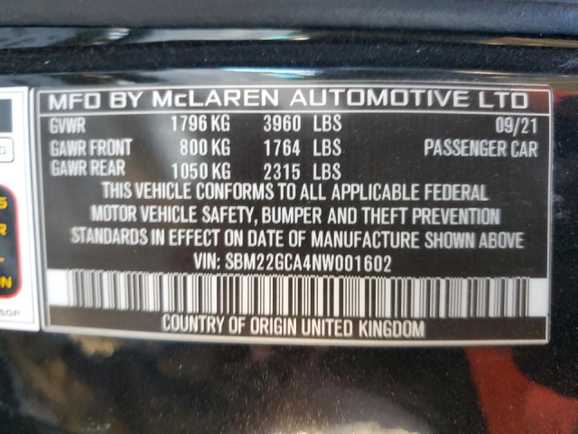 MFD BY McLAREN AUTOMOTIVE LTD
GVWR 1796 KG 3960 LBS 09/21
GAWR FRONT 800 KG 1764 LBS PASSENGER CAR
GAWR REAR 1050 KG 2315 LBS
THIS VEHICLE CONFORMS TO ALL APPLICABLE FEDERAL
MOTOR VEHICLE SAFETY, BUMPER AND THEFT PREVENTION
STANDARDS IN EFFECT ON DATE OF MANUFACTURE SHOWN ABOVE
VIN: SBM22GCA4NW001602
COUNTRY OF ORIGIN UNITED KINGDOM